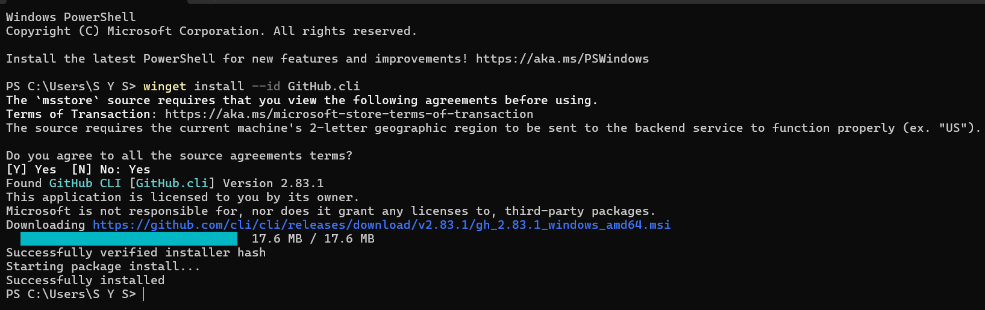 Windows PowerShell
Copyright (C) Microsoft Corporation. All rights reserved.
Install the latest PowerShell for new features and improvements! https://aka.ms/PSWindows
PS C:\Users\S Y S> winget install --id GitHub.cli
The `msstore` source requires that you view the following agreements before using.
Terms of Transaction: https://aka.ms/microsoft-store-terms-of-transaction
The source requires the current machine's 2-letter geographic region to be sent to the backend service to function properly (ex. "US").
Do you agree to all the source agreements terms?
[Y] Yes  [N] No: Yes
Found GitHub CLI [GitHub.cli] Version 2.83.1
This application is licensed to you by its owner.
Microsoft is not responsible for, nor does it grant any licenses to, third-party packages.
Downloading https://github.com/cli/cli/releases/download/v2.83.1/gh_2.83.1_windows_amd64.msi
17.6 MB / 17.6 MB
Successfully verified installer hash
Starting package install...
Successfully installed
PS C:\Users\S Y S>